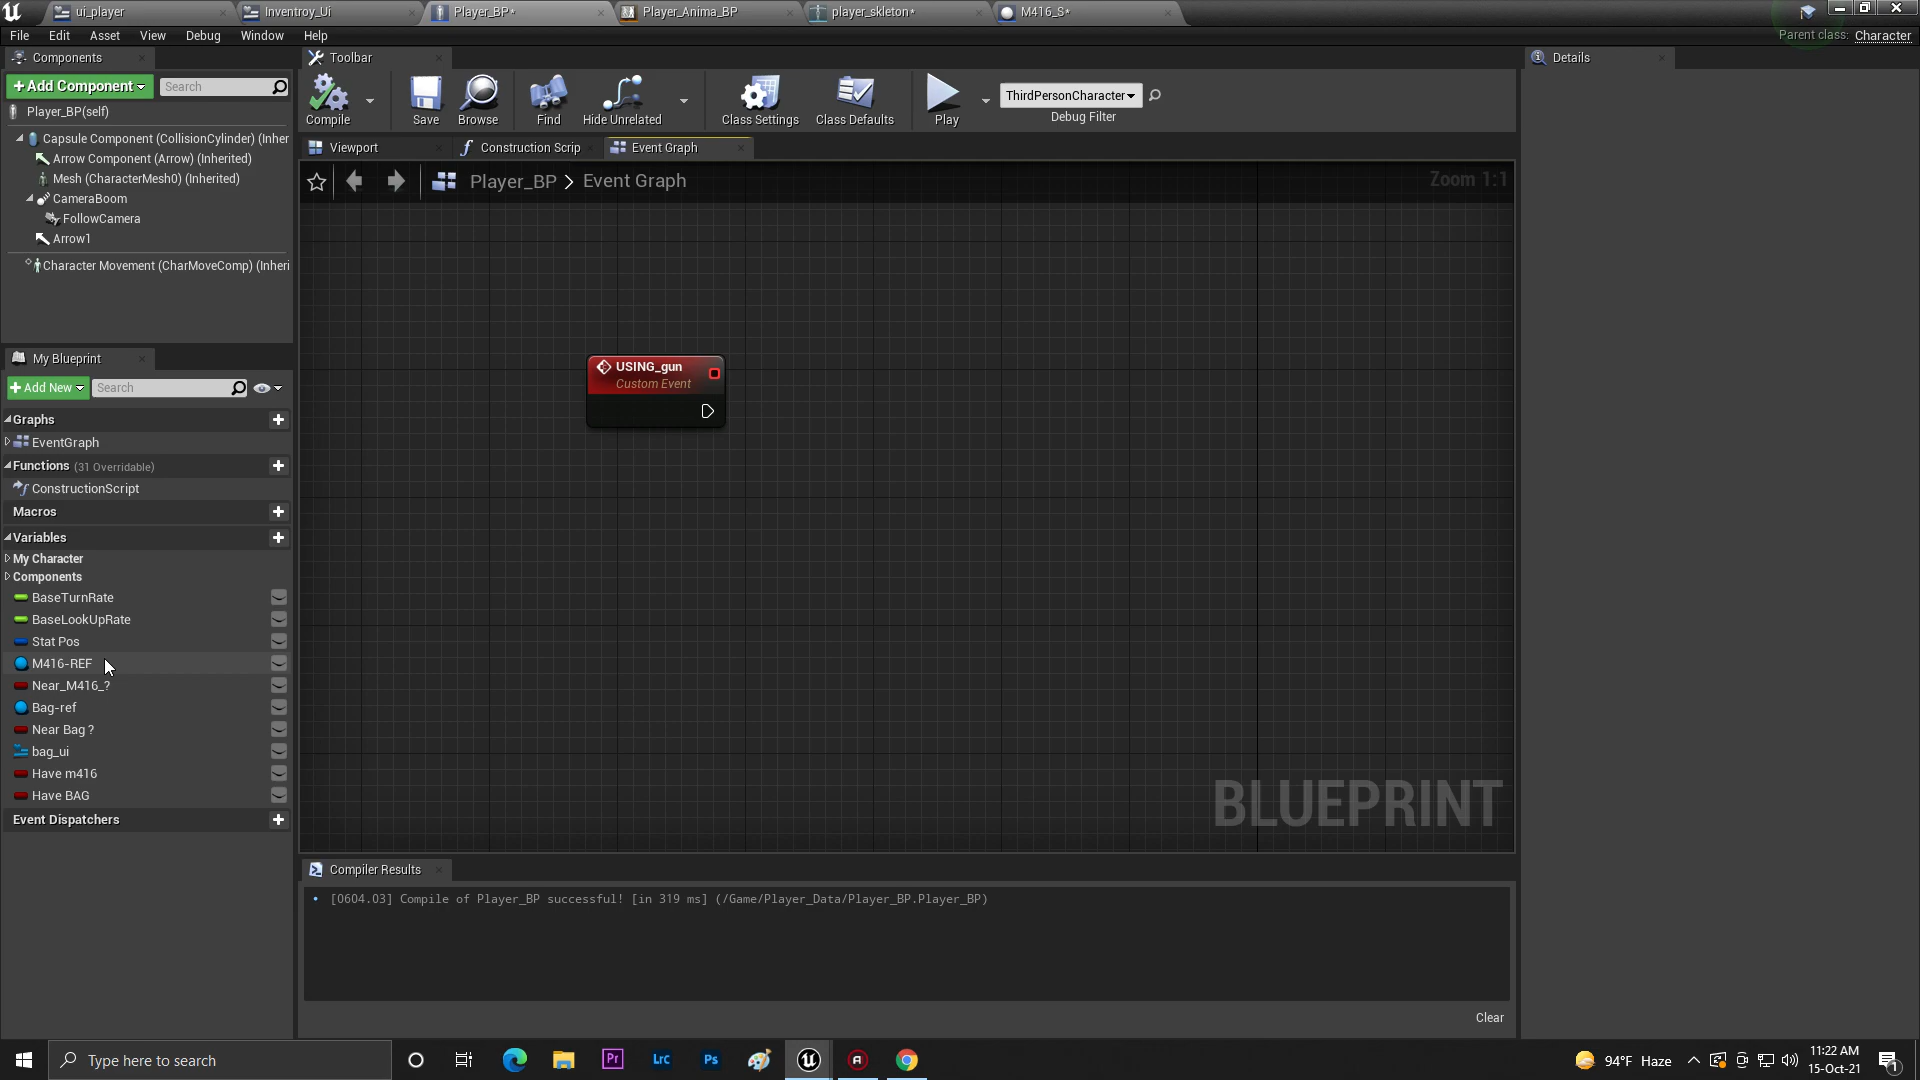 ui_player
Inventroy_Ui
Player_BP*
Player_Anima_BP
player_skleton*
M416_S*
File
Edit
Asset
View
Debug
Window
Help
Parent class: Character
Components
Toolbar
Details
+ Add Component
Search
Player_BP(self)
Capsule Component (CollisionCylinder) (Inher
Arrow Component (Arrow) (Inherited)
Mesh (CharacterMesh0) (Inherited)
CameraBoom
FollowCamera
Arrow1
Character Movement (CharMoveComp) (Inheri
Compile
Save
Browse
Find
Hide Unrelated
Class Settings
Class Defaults
Play
ThirdPersonCharacter
Debug Filter
Viewport
Construction Scrip
Event Graph
Player_BP > Event Graph
Zoom 1:1
USING_gun
Custom Event
BLUEPRINT
My Blueprint
+ Add New
Search
Graphs
EventGraph
Functions (31 Overridable)
ConstructionScript
Macros
Variables
My Character
Components
BaseTurnRate
BaseLookUpRate
Stat Pos
M416-REF
Near_M416_?
Bag-ref
Near Bag ?
bag_ui
Have m416
Have BAG
Event Dispatchers
Compiler Results
[0604.03] Compile of Player_BP successful! [in 319 ms] (/Game/Player_Data/Player_BP.Player_BP)
Clear
Type here to search
Pr
Lrc
Ps
94°F Haze
11:22 AM
15-Oct-21
1